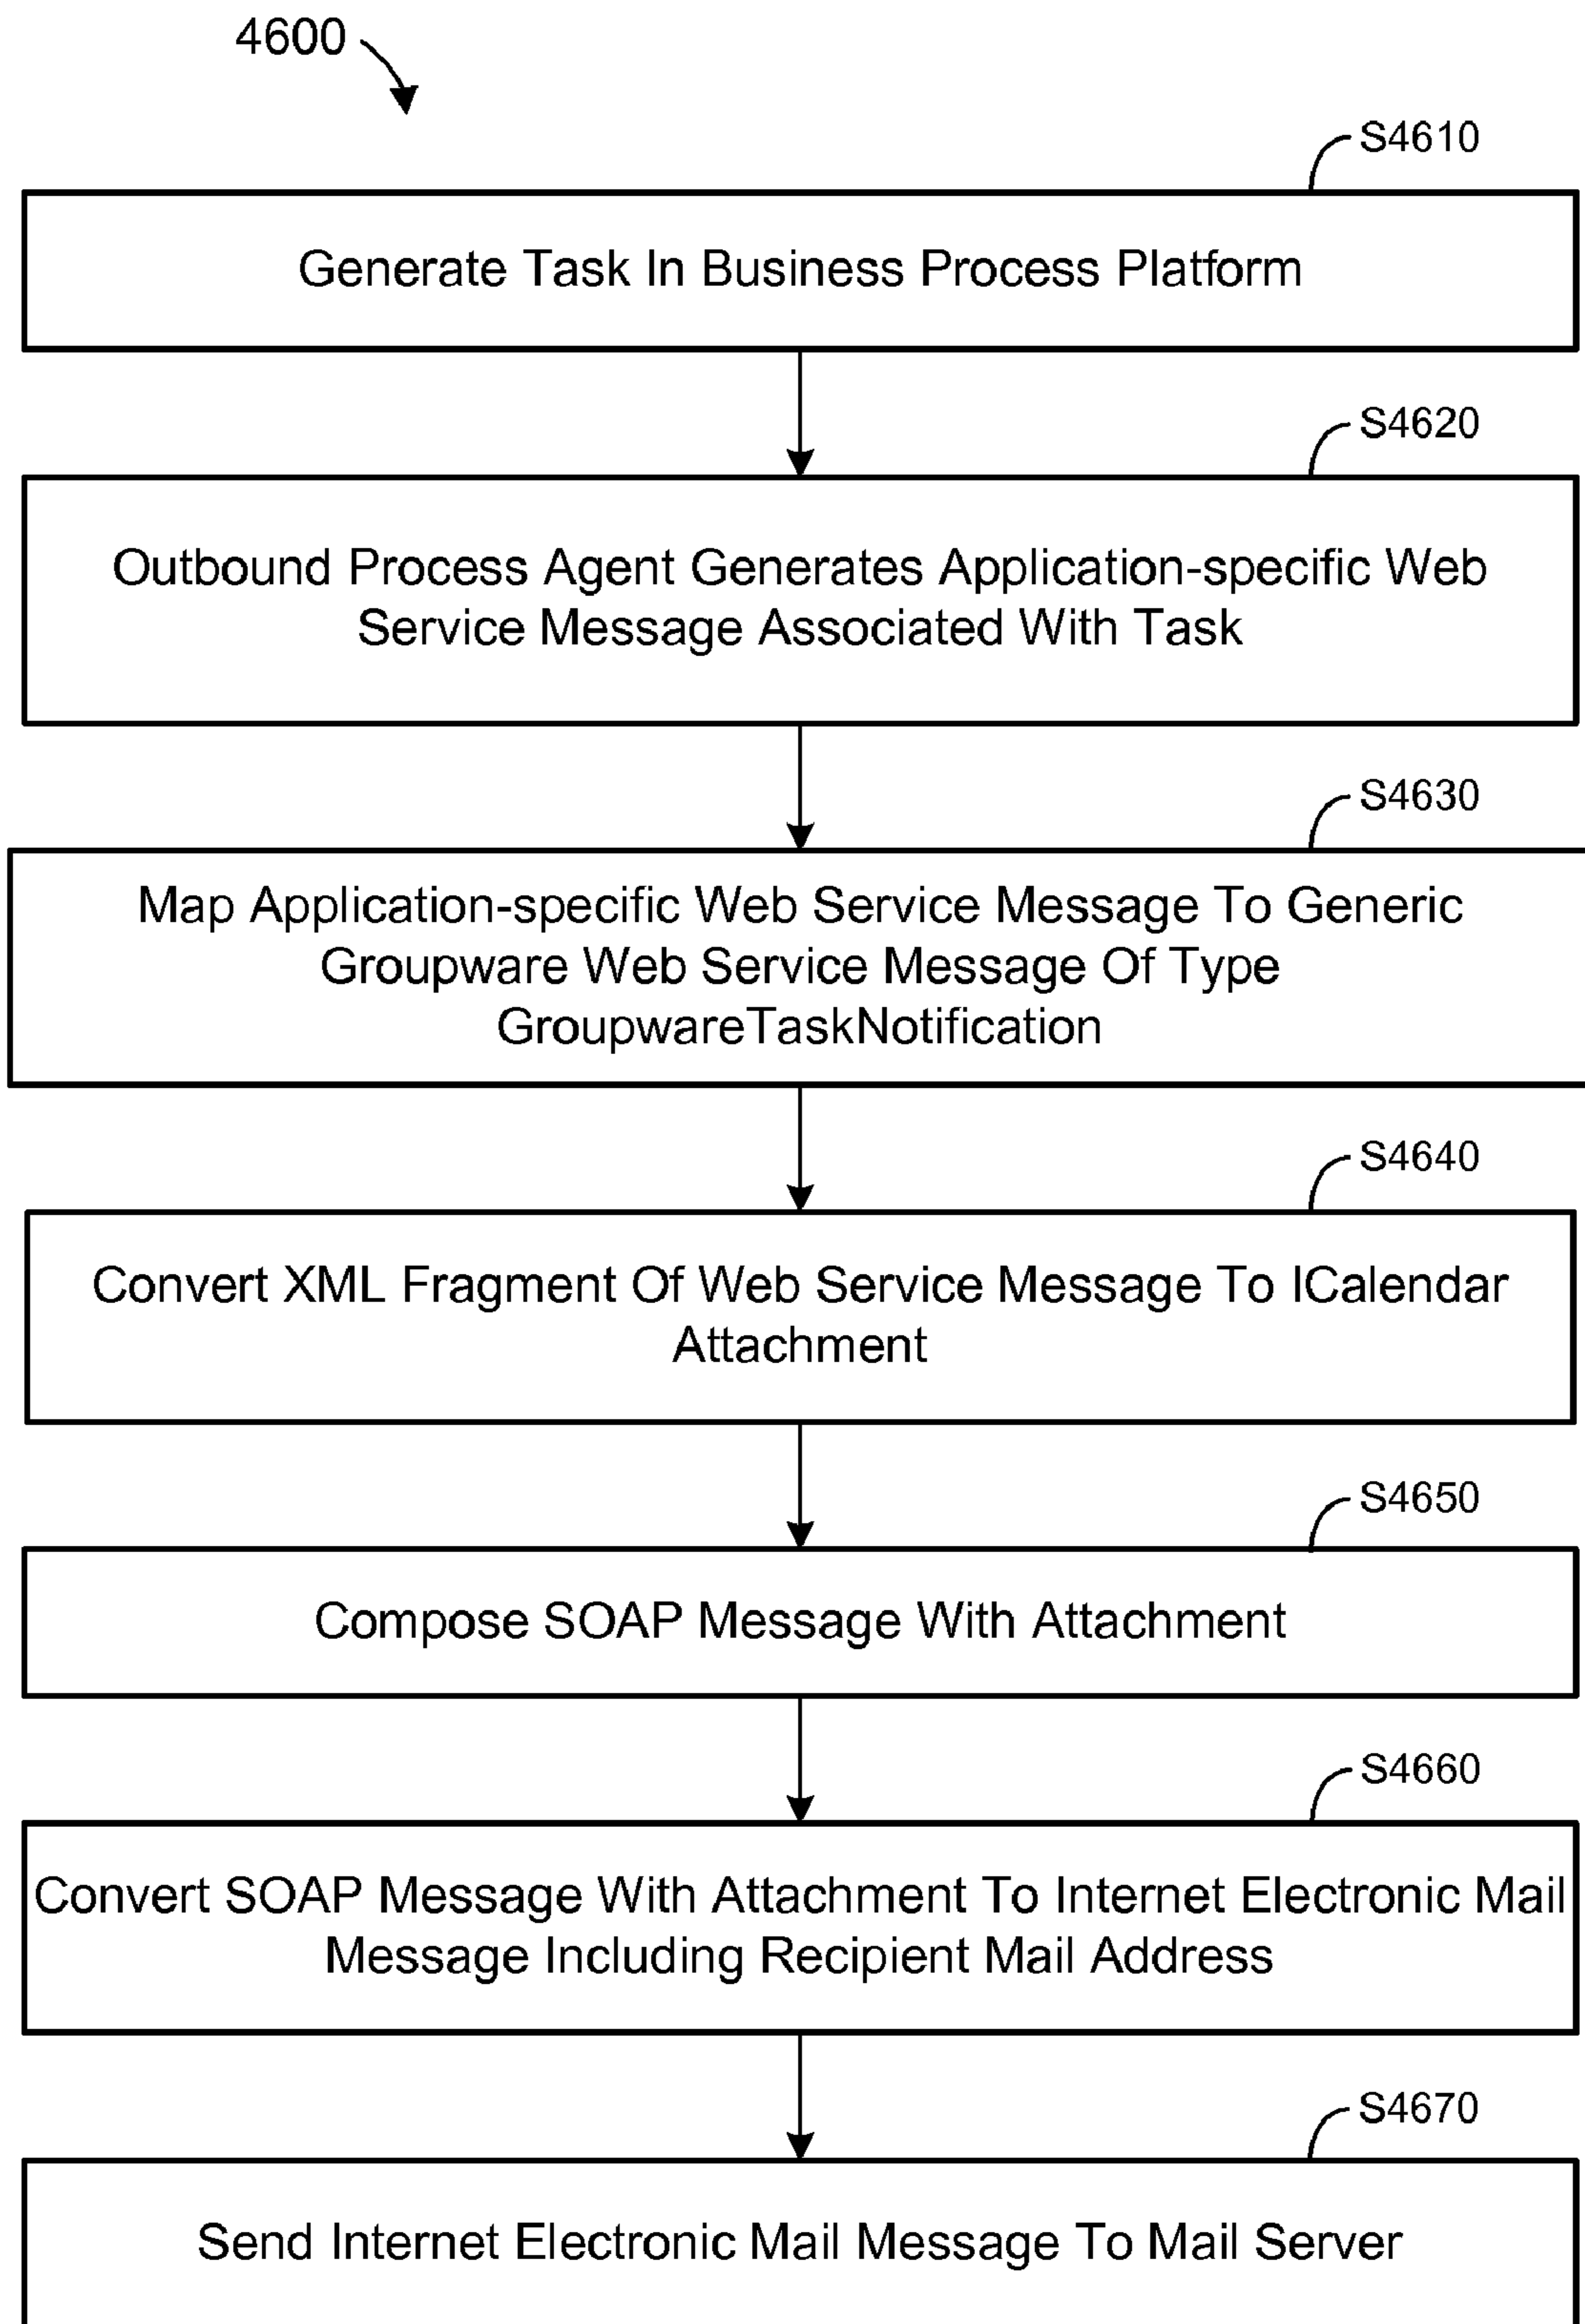 4600
S4610
Generate Task In Business Process Platform
S4620
Outbound Process Agent Generates Application-specific Web
Service Message Associated With Task
S4630
Map Application-specific Web Service Message To Generic
Groupware Web Service Message Of Type
GroupwareTaskNotification
S4640
Convert XML Fragment Of Web Service Message To ICalendar
Attachment
S4650
Compose SOAP Message With Attachment
S4660
Convert SOAP Message With Attachment To Internet Electronic Mail
Message Including Recipient Mail Address
S4670
Send Internet Electronic Mail Message To Mail Server